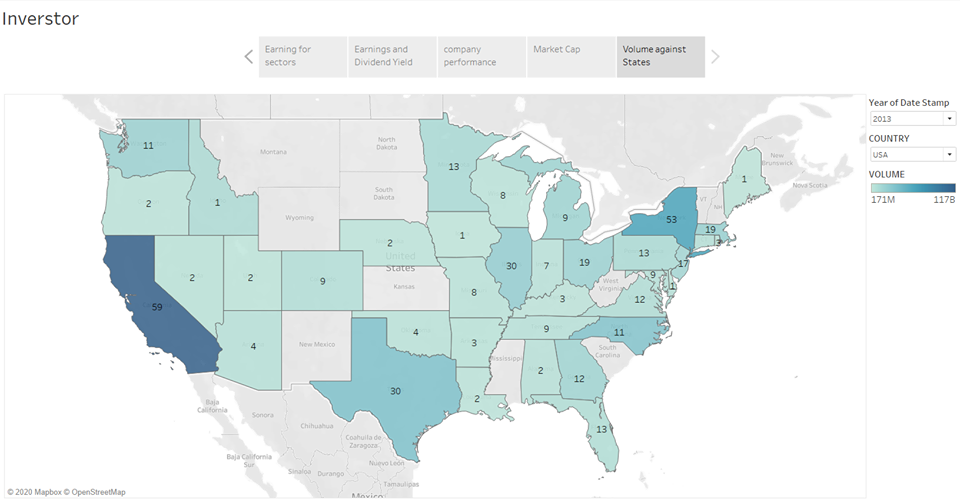 Inverstor
Earning for
sectors
Earnings and
Dividend Yield
company
performance
Market Cap
Volume against
States
Year of Date Stamp
2013
COUNTRY
USA
VOLUME
171M 117B
Montana
North
Dakota
South
Dakota
Wyoming
United
States
Kansas
New Mexico
West
Virginia
South
Carolina
Mississippi
VT
NH
New
Brunswick
Nova Scotia
Baja
California
Sonora
Chihuahua
Coahuila de
Zaragoza
Baja California
Sur
Sinaloa
Durango
Nuevo León
Tamaulipas
Mexico
11
2
1
59
2
2
9
4
2
4
30
13
1
8
3
2
8
30
9
7
19
3
9
2
12
13
11
12
13
53
19
3
17
9
1
1
© 2020 Mapbox © OpenStreetMap